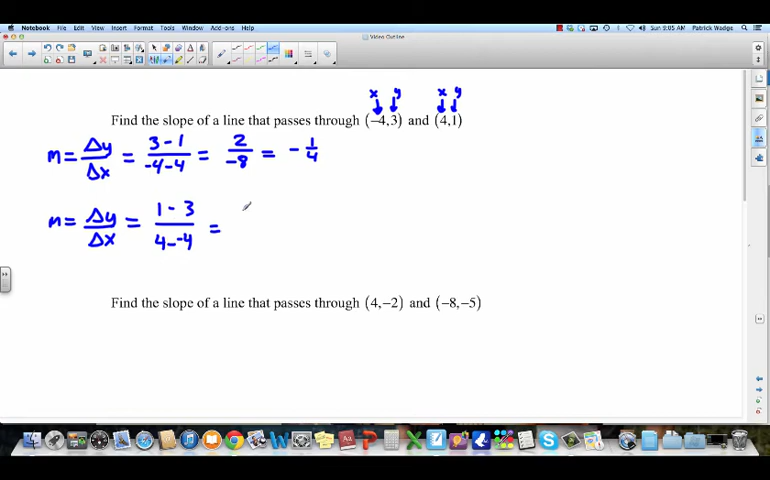 Notebook File Edit View Insert Format Tools Window Add-ons Help Sun 9:05 AM Patrick Wadge
Video Outline
x y x y
Find the slope of a line that passes through (−4,3) and (4,1)
m = Δy/Δx = 3 - 1/-4 - 4 = 2/-8 = - 1/4
m = Δy/Δx = 1 - 3/4 - -4 =
Find the slope of a line that passes through (4,−2) and (−8,−5)